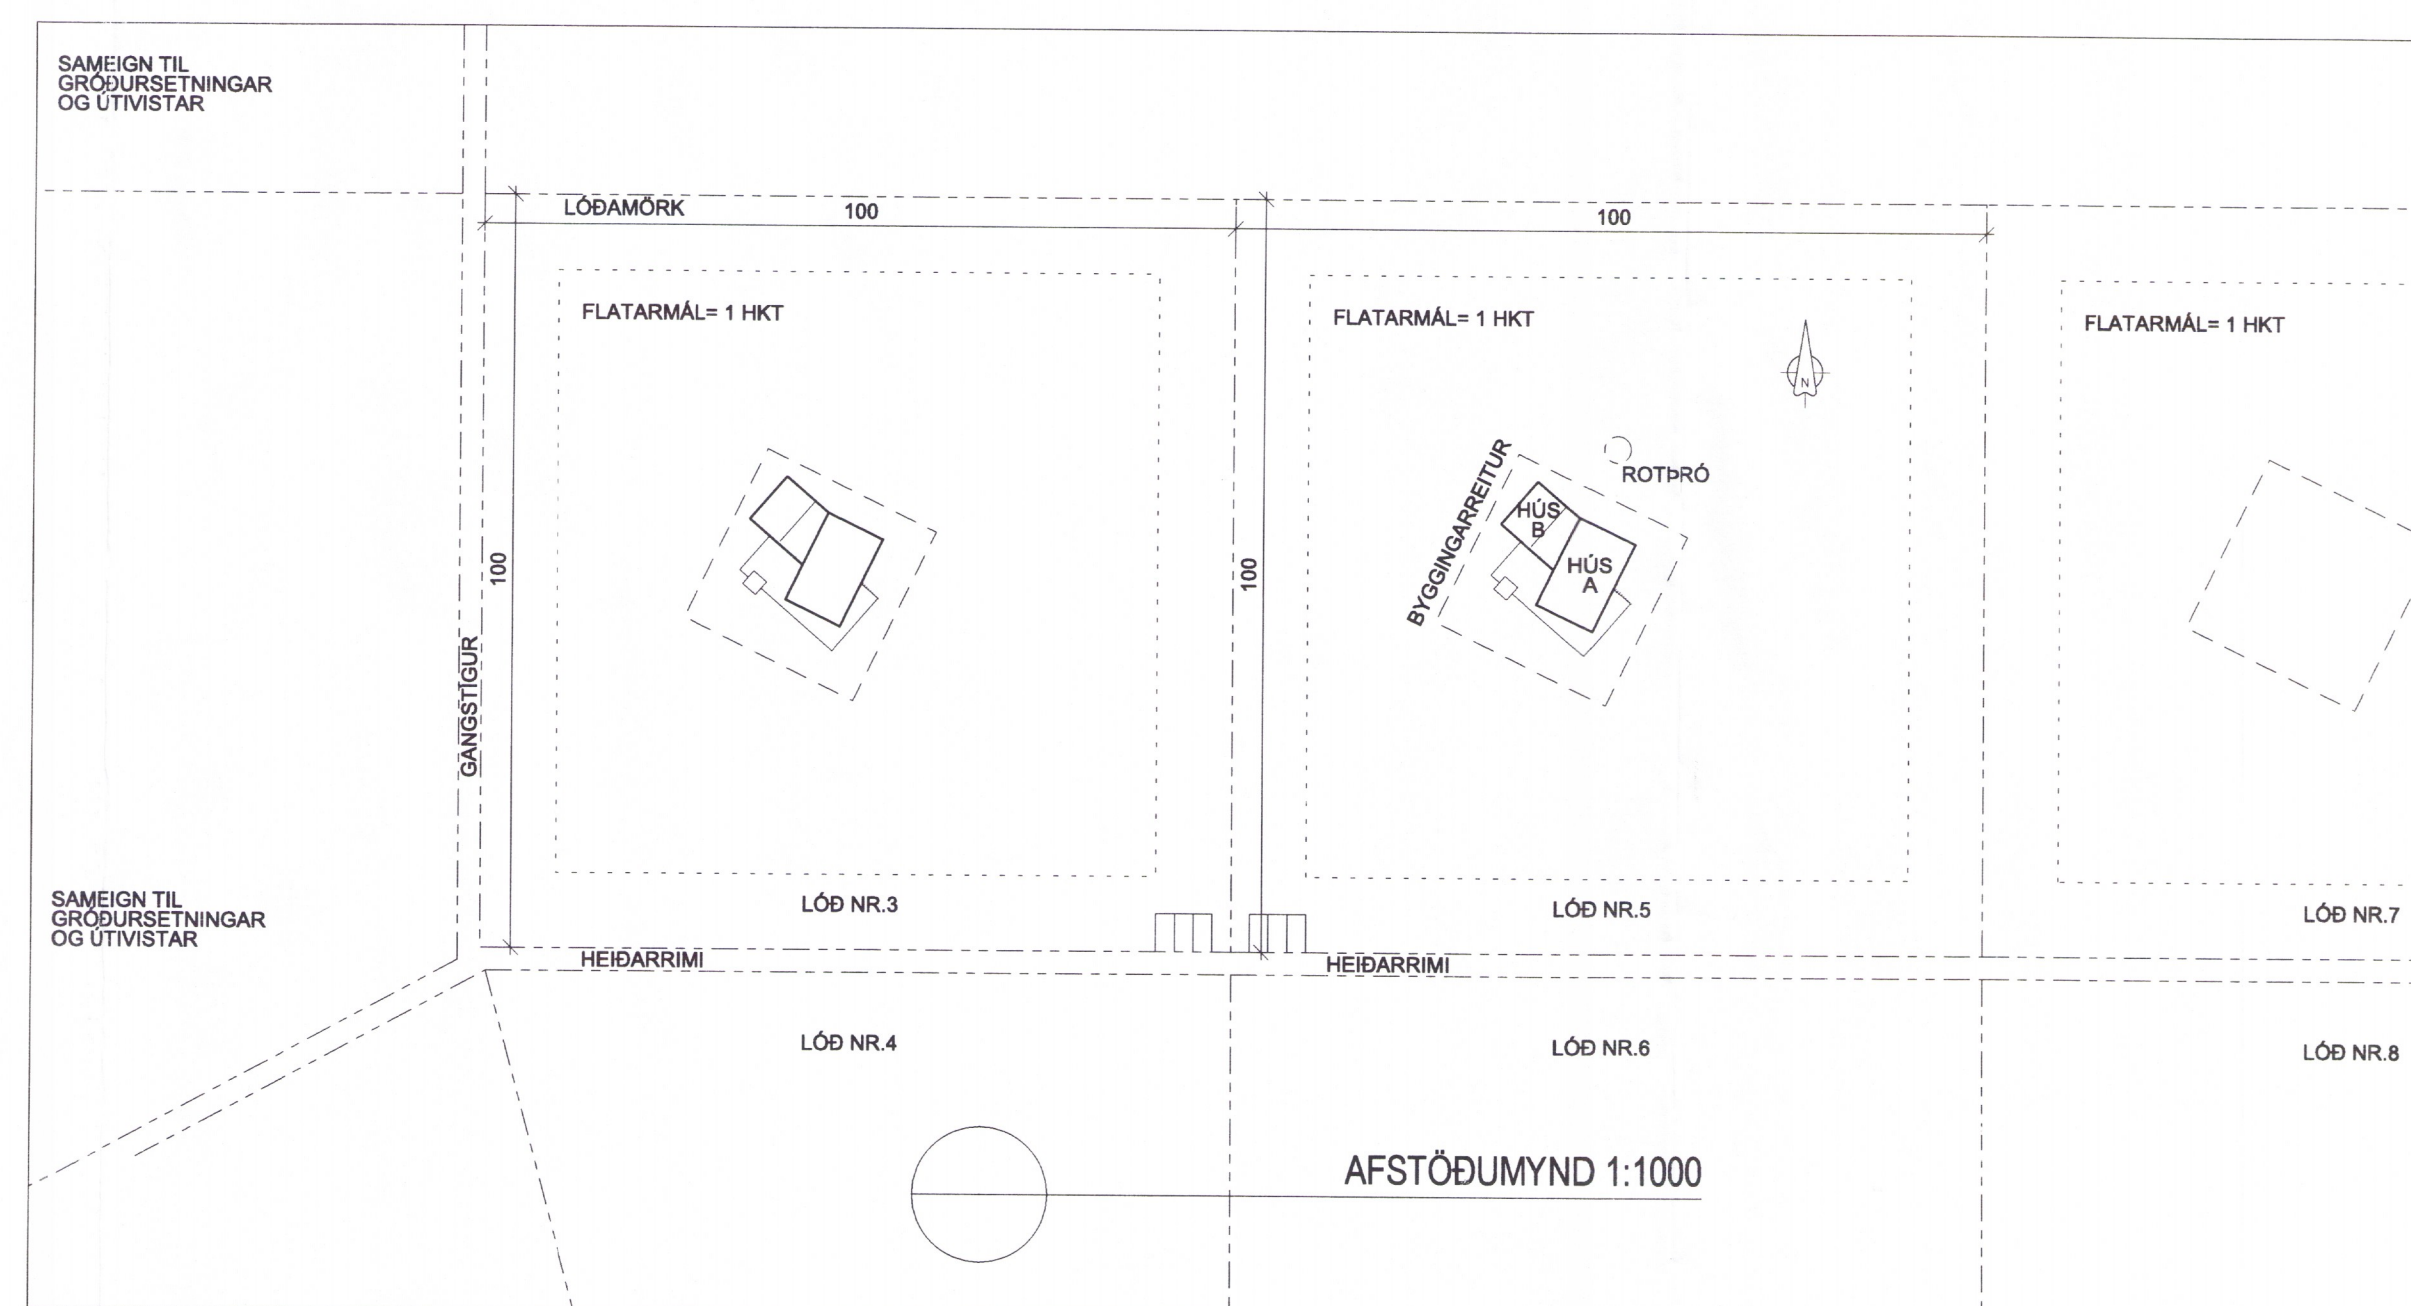 SAMEIGN TIL
GRÓÐURSETNINGAR
OG ÚTIVISTAR
LÓÐAMÖRK
100
100
FLATARMÁL= 1 HKT
FLATARMÁL= 1 HKT
FLATARMÁL= 1 HKT
N
BYGGINGARREITUR
ROTÞRÓ
HÚS
B
HÚS
A
100
100
GANGSTÍGUR
SAMEIGN TIL
GRÓÐURSETNINGAR
OG ÚTIVISTAR
LÓÐ NR.3
LÓÐ NR.5
LÓÐ NR.7
HEIÐARRIMI
HEIÐARRIMI
LÓÐ NR.4
LÓÐ NR.6
LÓÐ NR.8
AFSTÖÐUMYND 1:1000